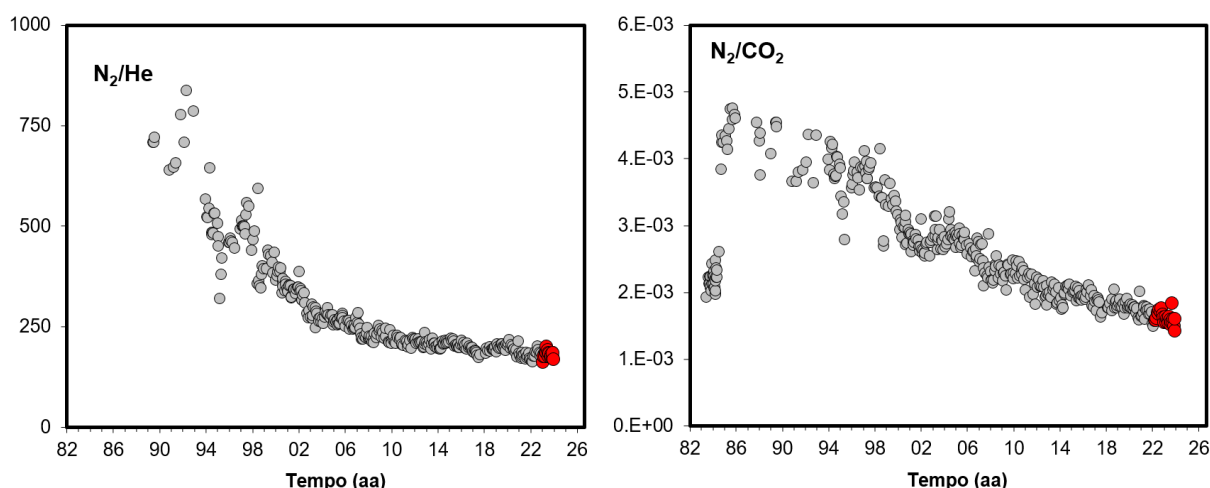 N₂/He
1000
750
500
250
0
82 86 90 94 98 02 06 10 14 18 22 26
Tempo (aa)
N₂/CO₂
6.E-03
5.E-03
4.E-03
3.E-03
2.E-03
1.E-03
0.E+00
82 86 90 94 98 02 06 10 14 18 22 26
Tempo (aa)